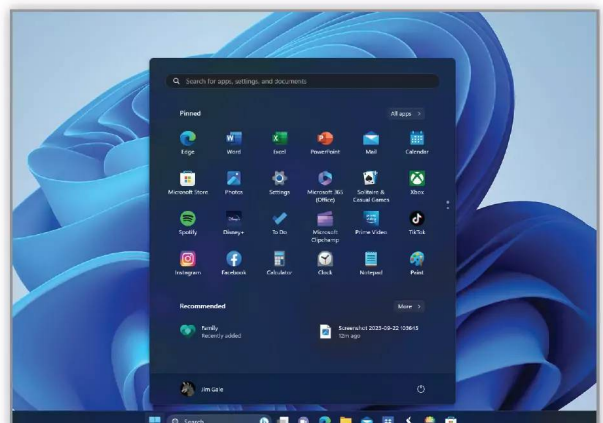 Search for apps, settings, and documents
Pinned
All apps >
Edge Word Excel PowerPoint Mail Calendar
Microsoft Store Photos Settings Microsoft 365 (Office) Solitaire & Casual Games Xbox
Spotify Disney+ To Do Microsoft Clipchamp Prime Video TikTok
Instagram Facebook Calculator Clock Notepad Paint
Recommended
More >
Family
Recently added
Screenshot 2025-09-22 103645
12m ago
Jim Gale
Search